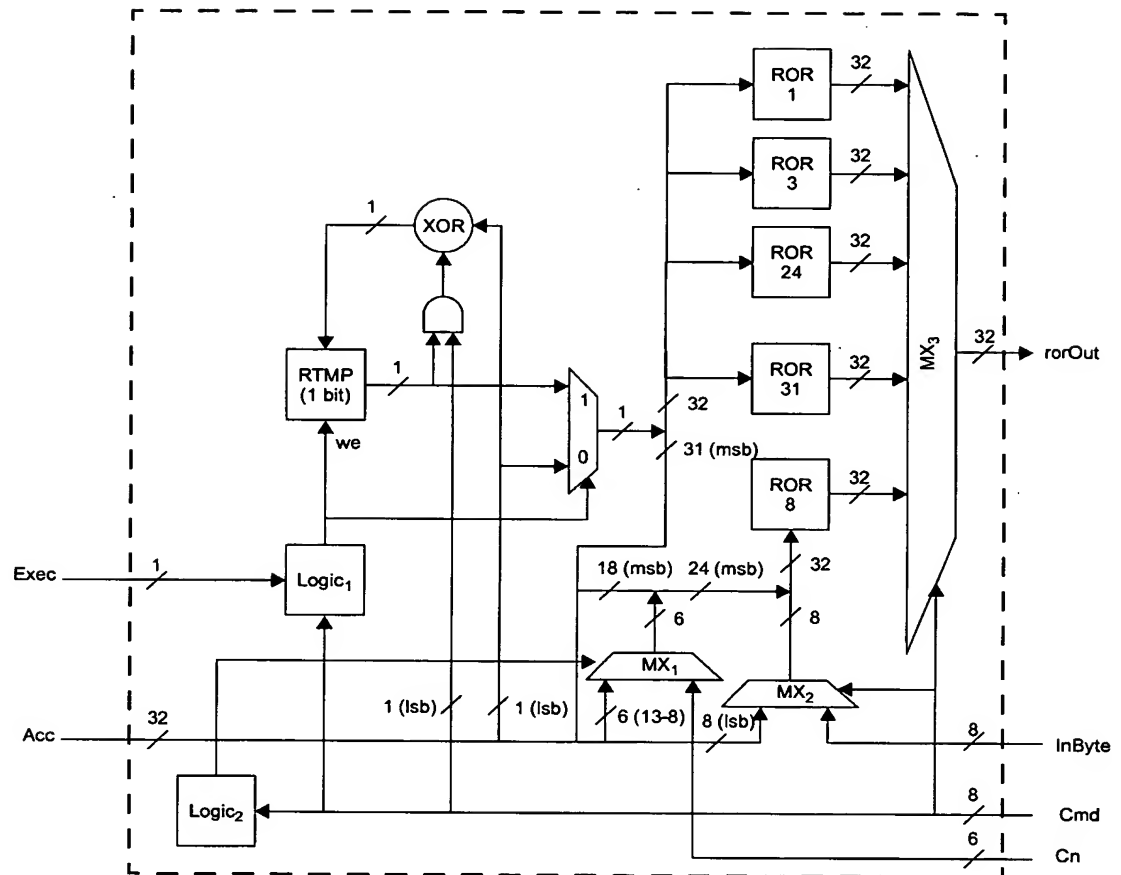 ROR
1
32
ROR
3
32
ROR
24
32
ROR
31
32
ROR
8
32
MX3
32
rorOut
1
XOR
RTMP
(1 bit)
1
we
1
0
1
32
31 (msb)
Exec
1
Logic1
18 (msb)
24 (msb)
32
6
8
MX1
MX2
1 (lsb)
1 (lsb)
6 (13–8)
8 (lsb)
Acc
32
8
InByte
Logic2
8
Cmd
6
Cn